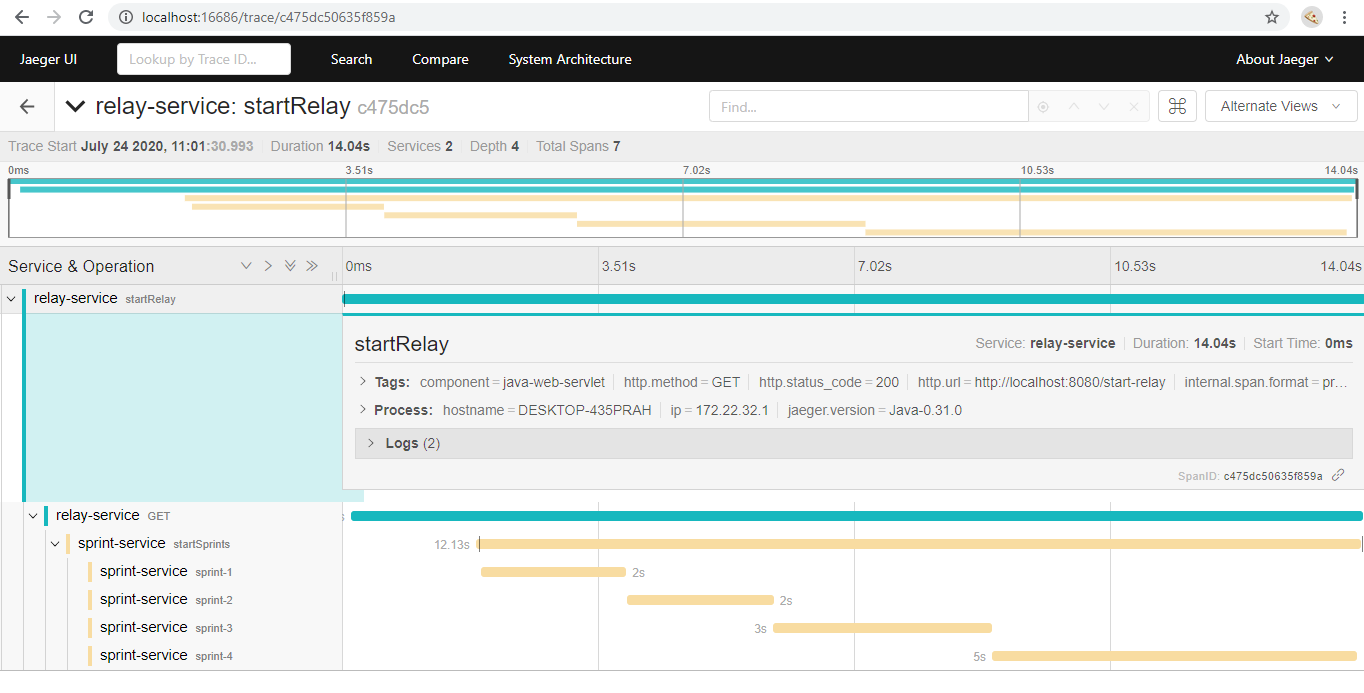 localhost:16686/trace/c475dc50635f859a
Jaeger UI Lookup by Trace ID... Search Compare System Architecture About Jaeger
relay-service: startRelay c475dc5 Find... ⌘ Alternate Views
Trace Start July 24 2020, 11:01:30.993 Duration 14.04s Services 2 Depth 4 Total Spans 7
0ms 3.51s 7.02s 10.53s 14.04s
Service & Operation 0ms 3.51s 7.02s 10.53s 14.04s
relay-service startRelay
startRelay Service: relay-service Duration: 14.04s Start Time: 0ms
Tags: component = java-web-servlet http.method = GET http.status_code = 200 http.url = http://localhost:8080/start-relay internal.span.format = pr...
Process: hostname = DESKTOP-435PRAH ip = 172.22.32.1 jaeger.version = Java-0.31.0
Logs (2)
SpanID: c475dc50635f859a
relay-service GET s
sprint-service startSprints 12.13s
sprint-service sprint-1 2s
sprint-service sprint-2 2s
sprint-service sprint-3 3s
sprint-service sprint-4 5s